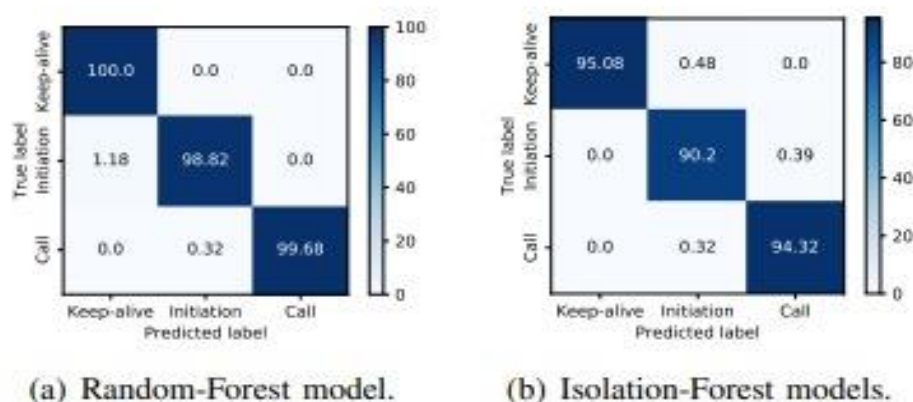 Keep-alive 100.0 0.0 0.0
Initiation 1.18 98.82 0.0
Call 0.0 0.32 99.68
True label
Keep-alive Initiation Call
Predicted label
100
80
60
40
20
0
(a) Random-Forest model.
Keep-alive 95.08 0.48 0.0
Initiation 0.0 90.2 0.39
Call 0.0 0.32 94.32
True label
Keep-alive Initiation Call
Predicted label
80
60
40
20
0
(b) Isolation-Forest models.